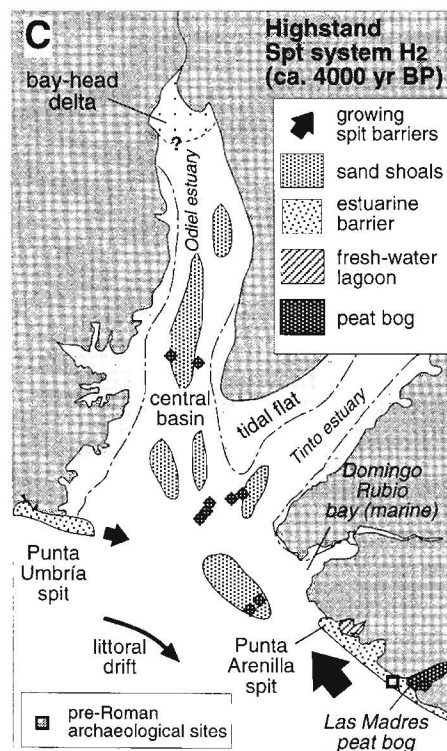 C
Highstand
Spt system H2
(ca. 4000 yr BP)
growing
spit barriers
sand shoals
estuarine
barrier
fresh-water
lagoon
peat bog
bay-head
delta
?
Odiel estuary
central
basin
tidal flat
Tinto estuary
Domingo
Rubio
bay (marine)
Punta
Umbría
spit
littoral
drift
Punta
Arenilla
spit
Las Madres
peat bog
pre-Roman
archaeological sites